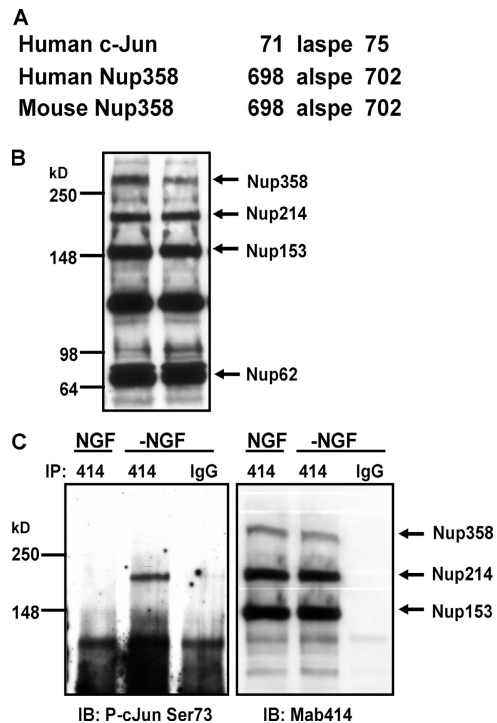 A
Human c-Jun 71 laspe 75
Human Nup358 698 alspe 702
Mouse Nup358 698 alspe 702
B
kD
250
148
98
64
Nup358
Nup214
Nup153
Nup62
C
NGF -NGF NGF -NGF
IP: 414 414 IgG 414 414 IgG
kD
250
148
Nup358
Nup214
Nup153
IB: P-cJun Ser73 IB: Mab414